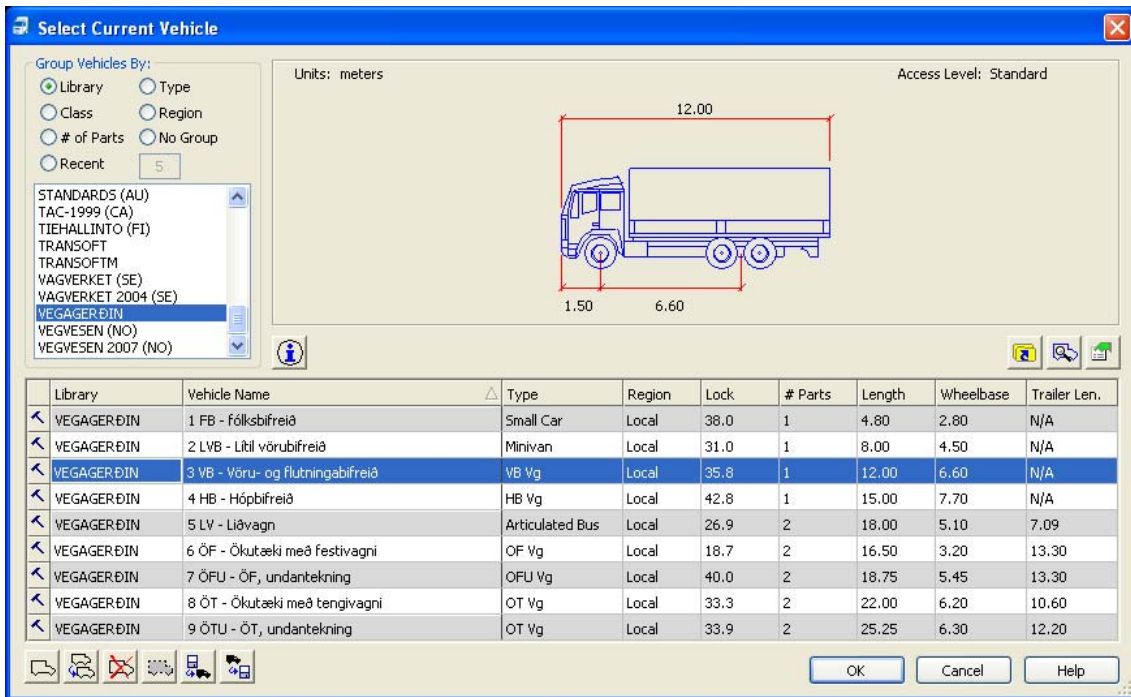 Select Current Vehicle
Group Vehicles By:
Library Type
Class Region
# of Parts No Group
Recent 5
STANDARDS (AU)
TAC-1999 (CA)
TIEHALLINTO (FI)
TRANSOFT
TRANSOFTM
VAGVERKET (SE)
VAGVERKET 2004 (SE)
VEGAGERÐIN
VEGVESEN (NO)
VEGVESEN 2007 (NO)
Units: meters Access Level: Standard
12.00
1.50 6.60
Library Vehicle Name Type Region Lock # Parts Length Wheelbase Trailer Len.
VEGAGERÐIN 1 FB - fólksbifreið Small Car Local 38.0 1 4.80 2.80 N/A
VEGAGERÐIN 2 LVB - Lítil vörubifreið Minivan Local 31.0 1 8.00 4.50 N/A
VEGAGERÐIN 3 VB - Vöru- og flutningabifreið VB Vg Local 35.8 1 12.00 6.60 N/A
VEGAGERÐIN 4 HB - Hópbifreið HB Vg Local 42.8 1 15.00 7.70 N/A
VEGAGERÐIN 5 LV - Liðvagn Articulated Bus Local 26.9 2 18.00 5.10 7.09
VEGAGERÐIN 6 ÖF - Ökutæki með festivagni OF Vg Local 18.7 2 16.50 3.20 13.30
VEGAGERÐIN 7 ÖFU - ÖF, undantekning OFU Vg Local 40.0 2 18.75 5.45 13.30
VEGAGERÐIN 8 ÖT - Ökutæki með tengivagni OT Vg Local 33.3 2 22.00 6.20 10.60
VEGAGERÐIN 9 ÖTU - ÖT, undantekning OT Vg Local 33.9 2 25.25 6.30 12.20
OK Cancel Help